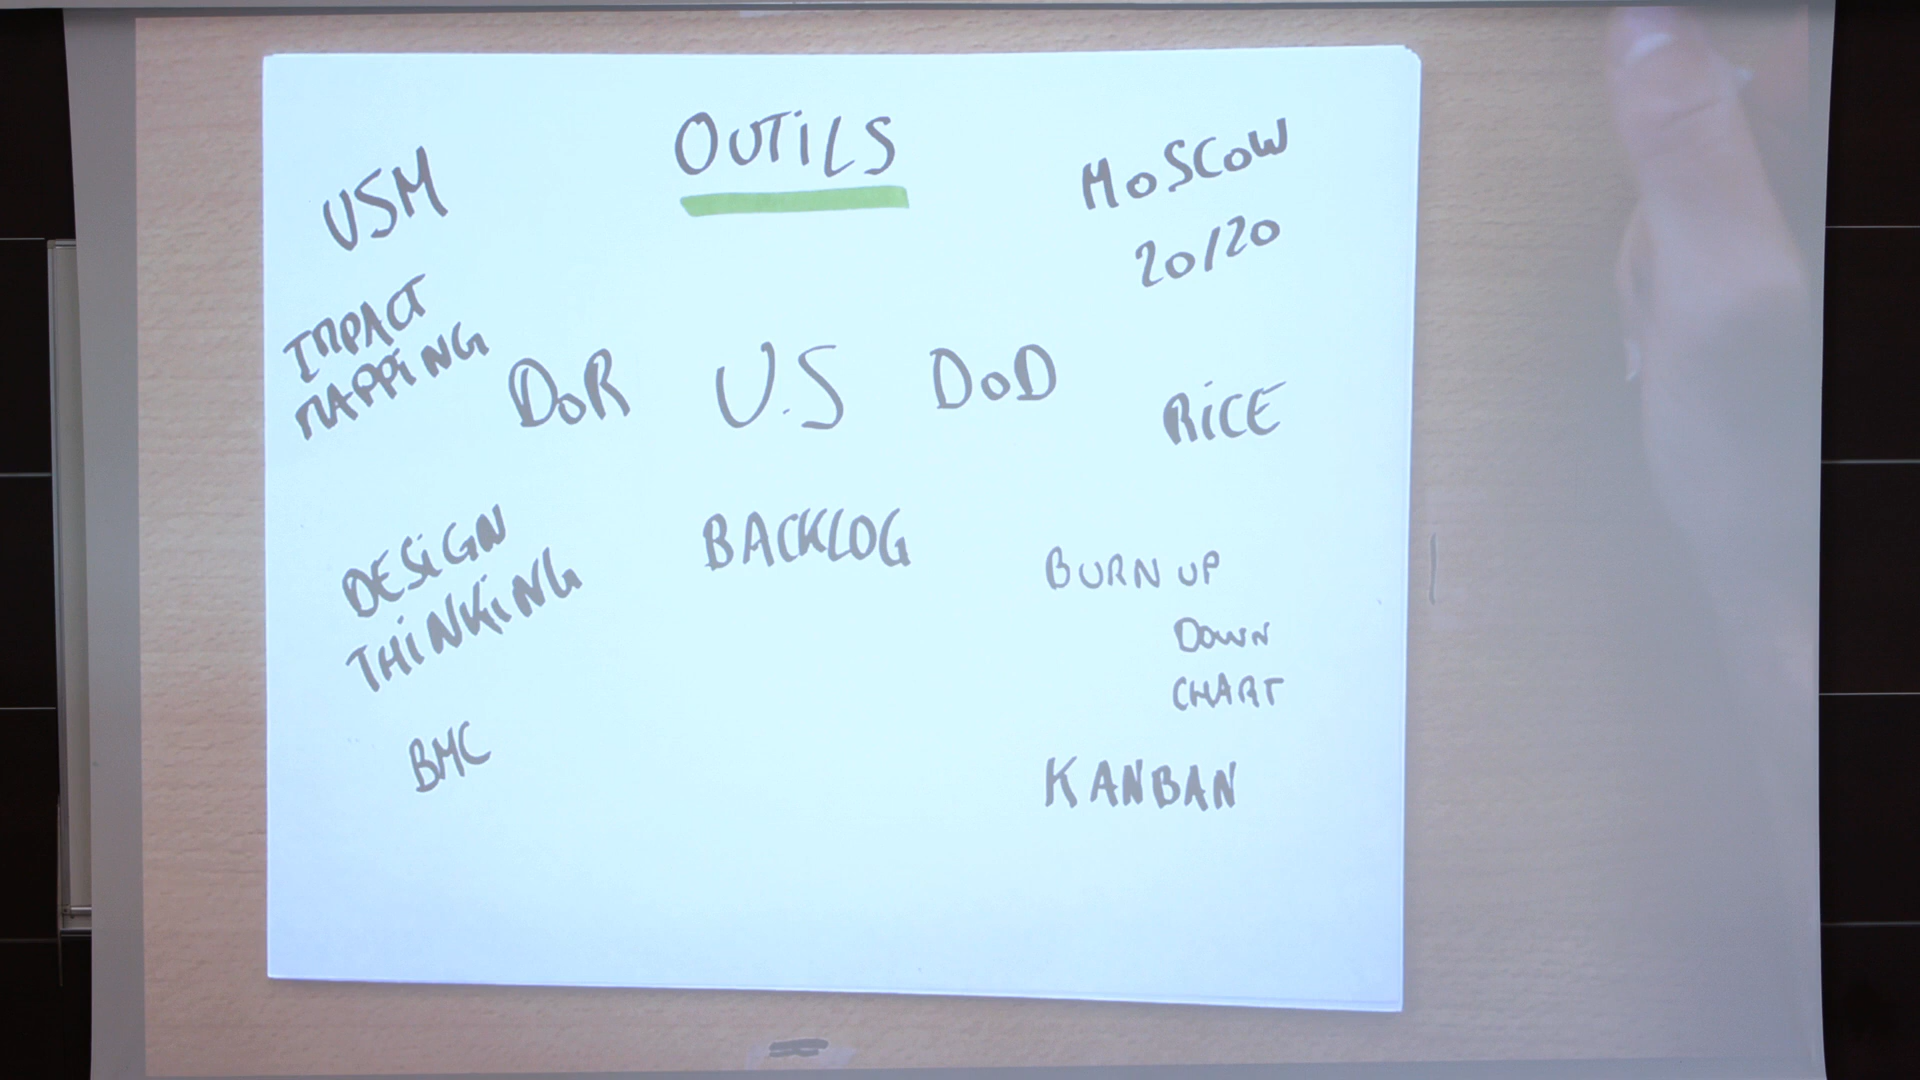 OUTiLS
USM
MoSCoW
20/20
IMPACT
MAPPiNG
DoR
U.S
DoD
RiCE
DESiGN
THiNKiNG
BACKLOG
BURN UP
DOWN
CHART
BMC
KANBAN